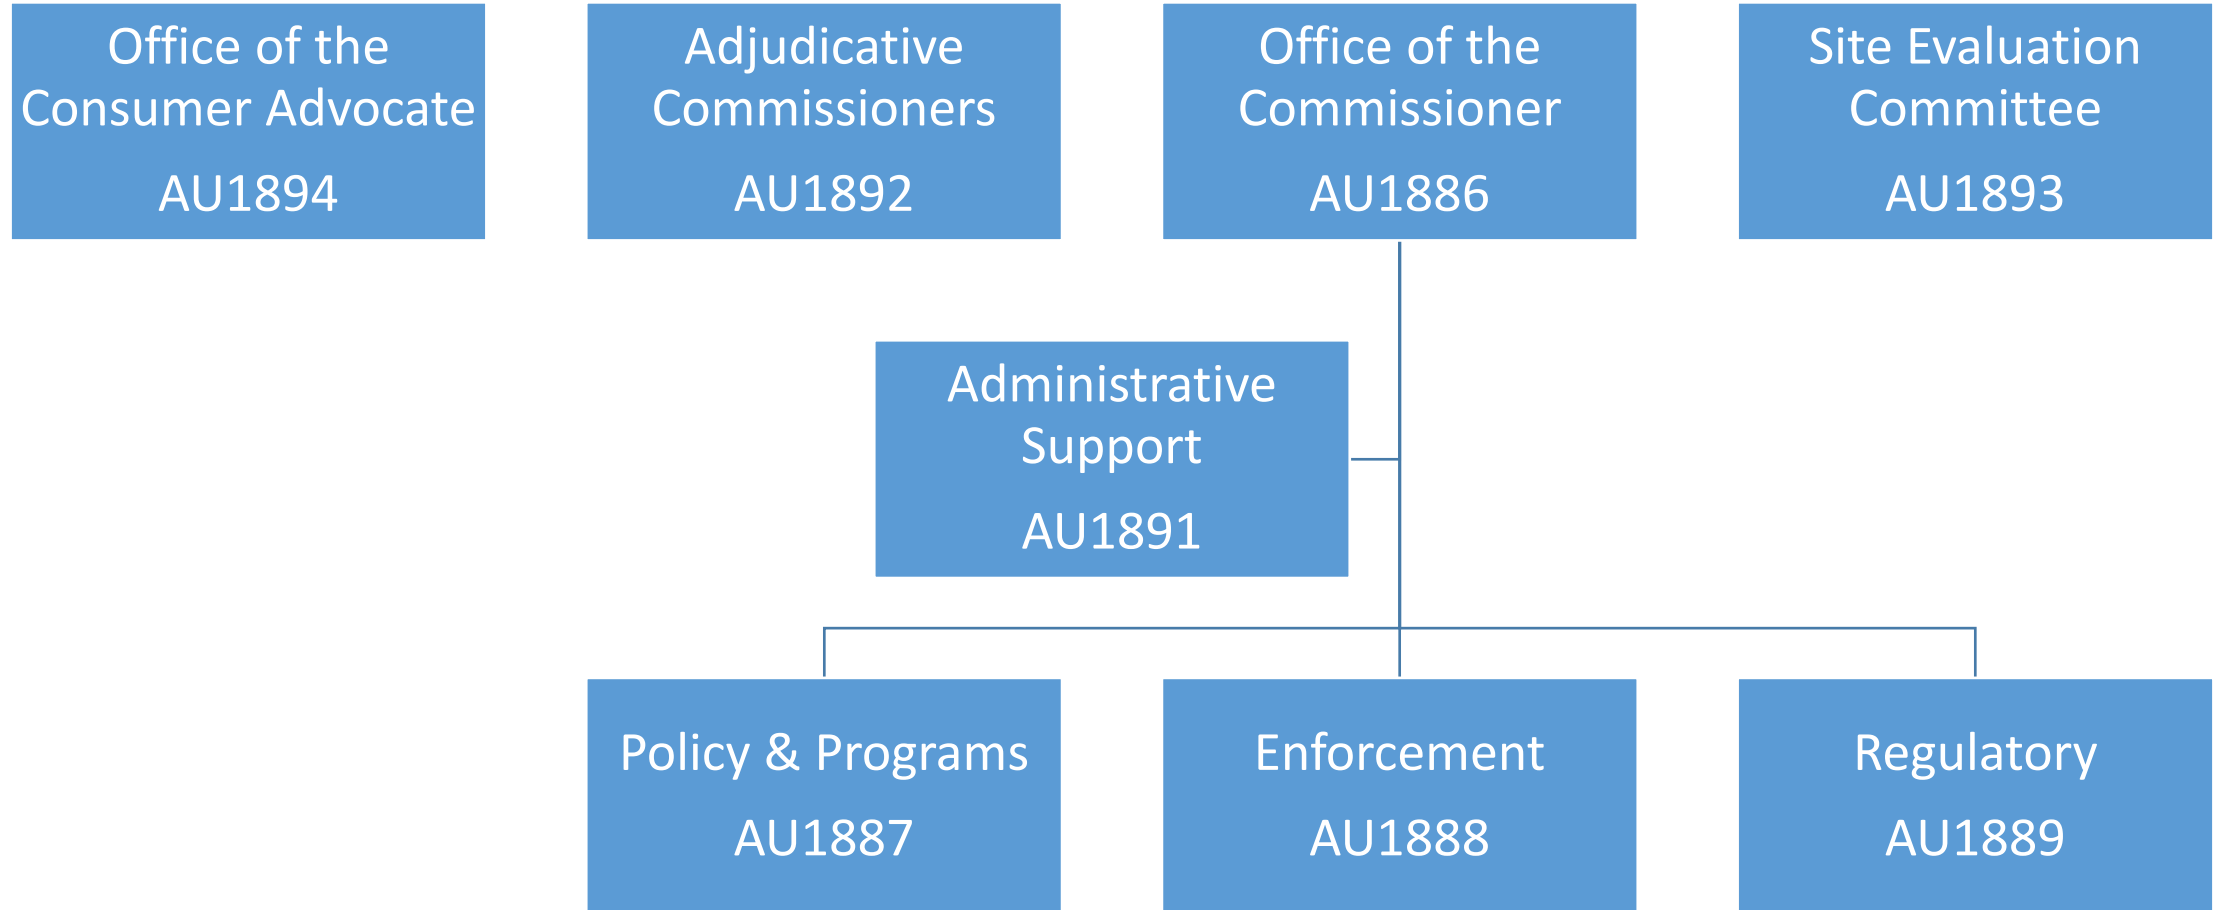 Office of the
Consumer Advocate
AU1894
Adjudicative
Commissioners
AU1892
Office of the
Commissioner
AU1886
Site Evaluation
Committee
AU1893
Administrative
Support
AU1891
Policy & Programs
AU1887
Enforcement
AU1888
Regulatory
AU1889